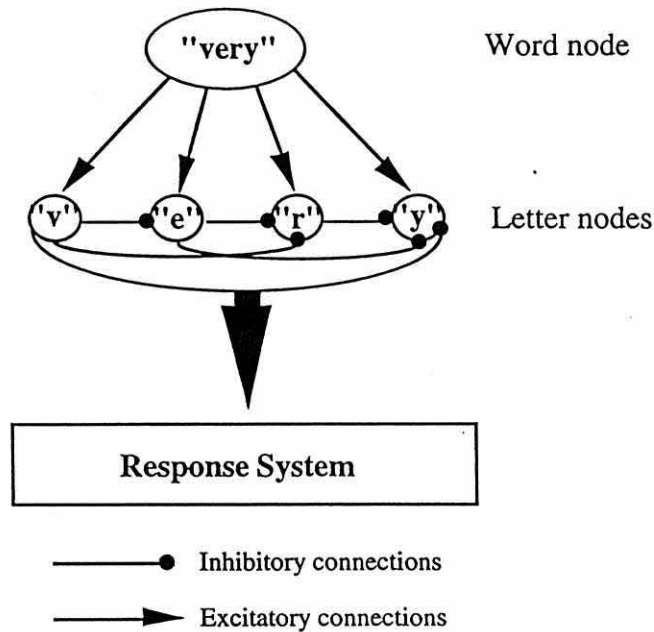 "very"
Word node
"v" "e" "r" 'y"
Letter nodes
Response System
Inhibitory connections
Excitatory connections